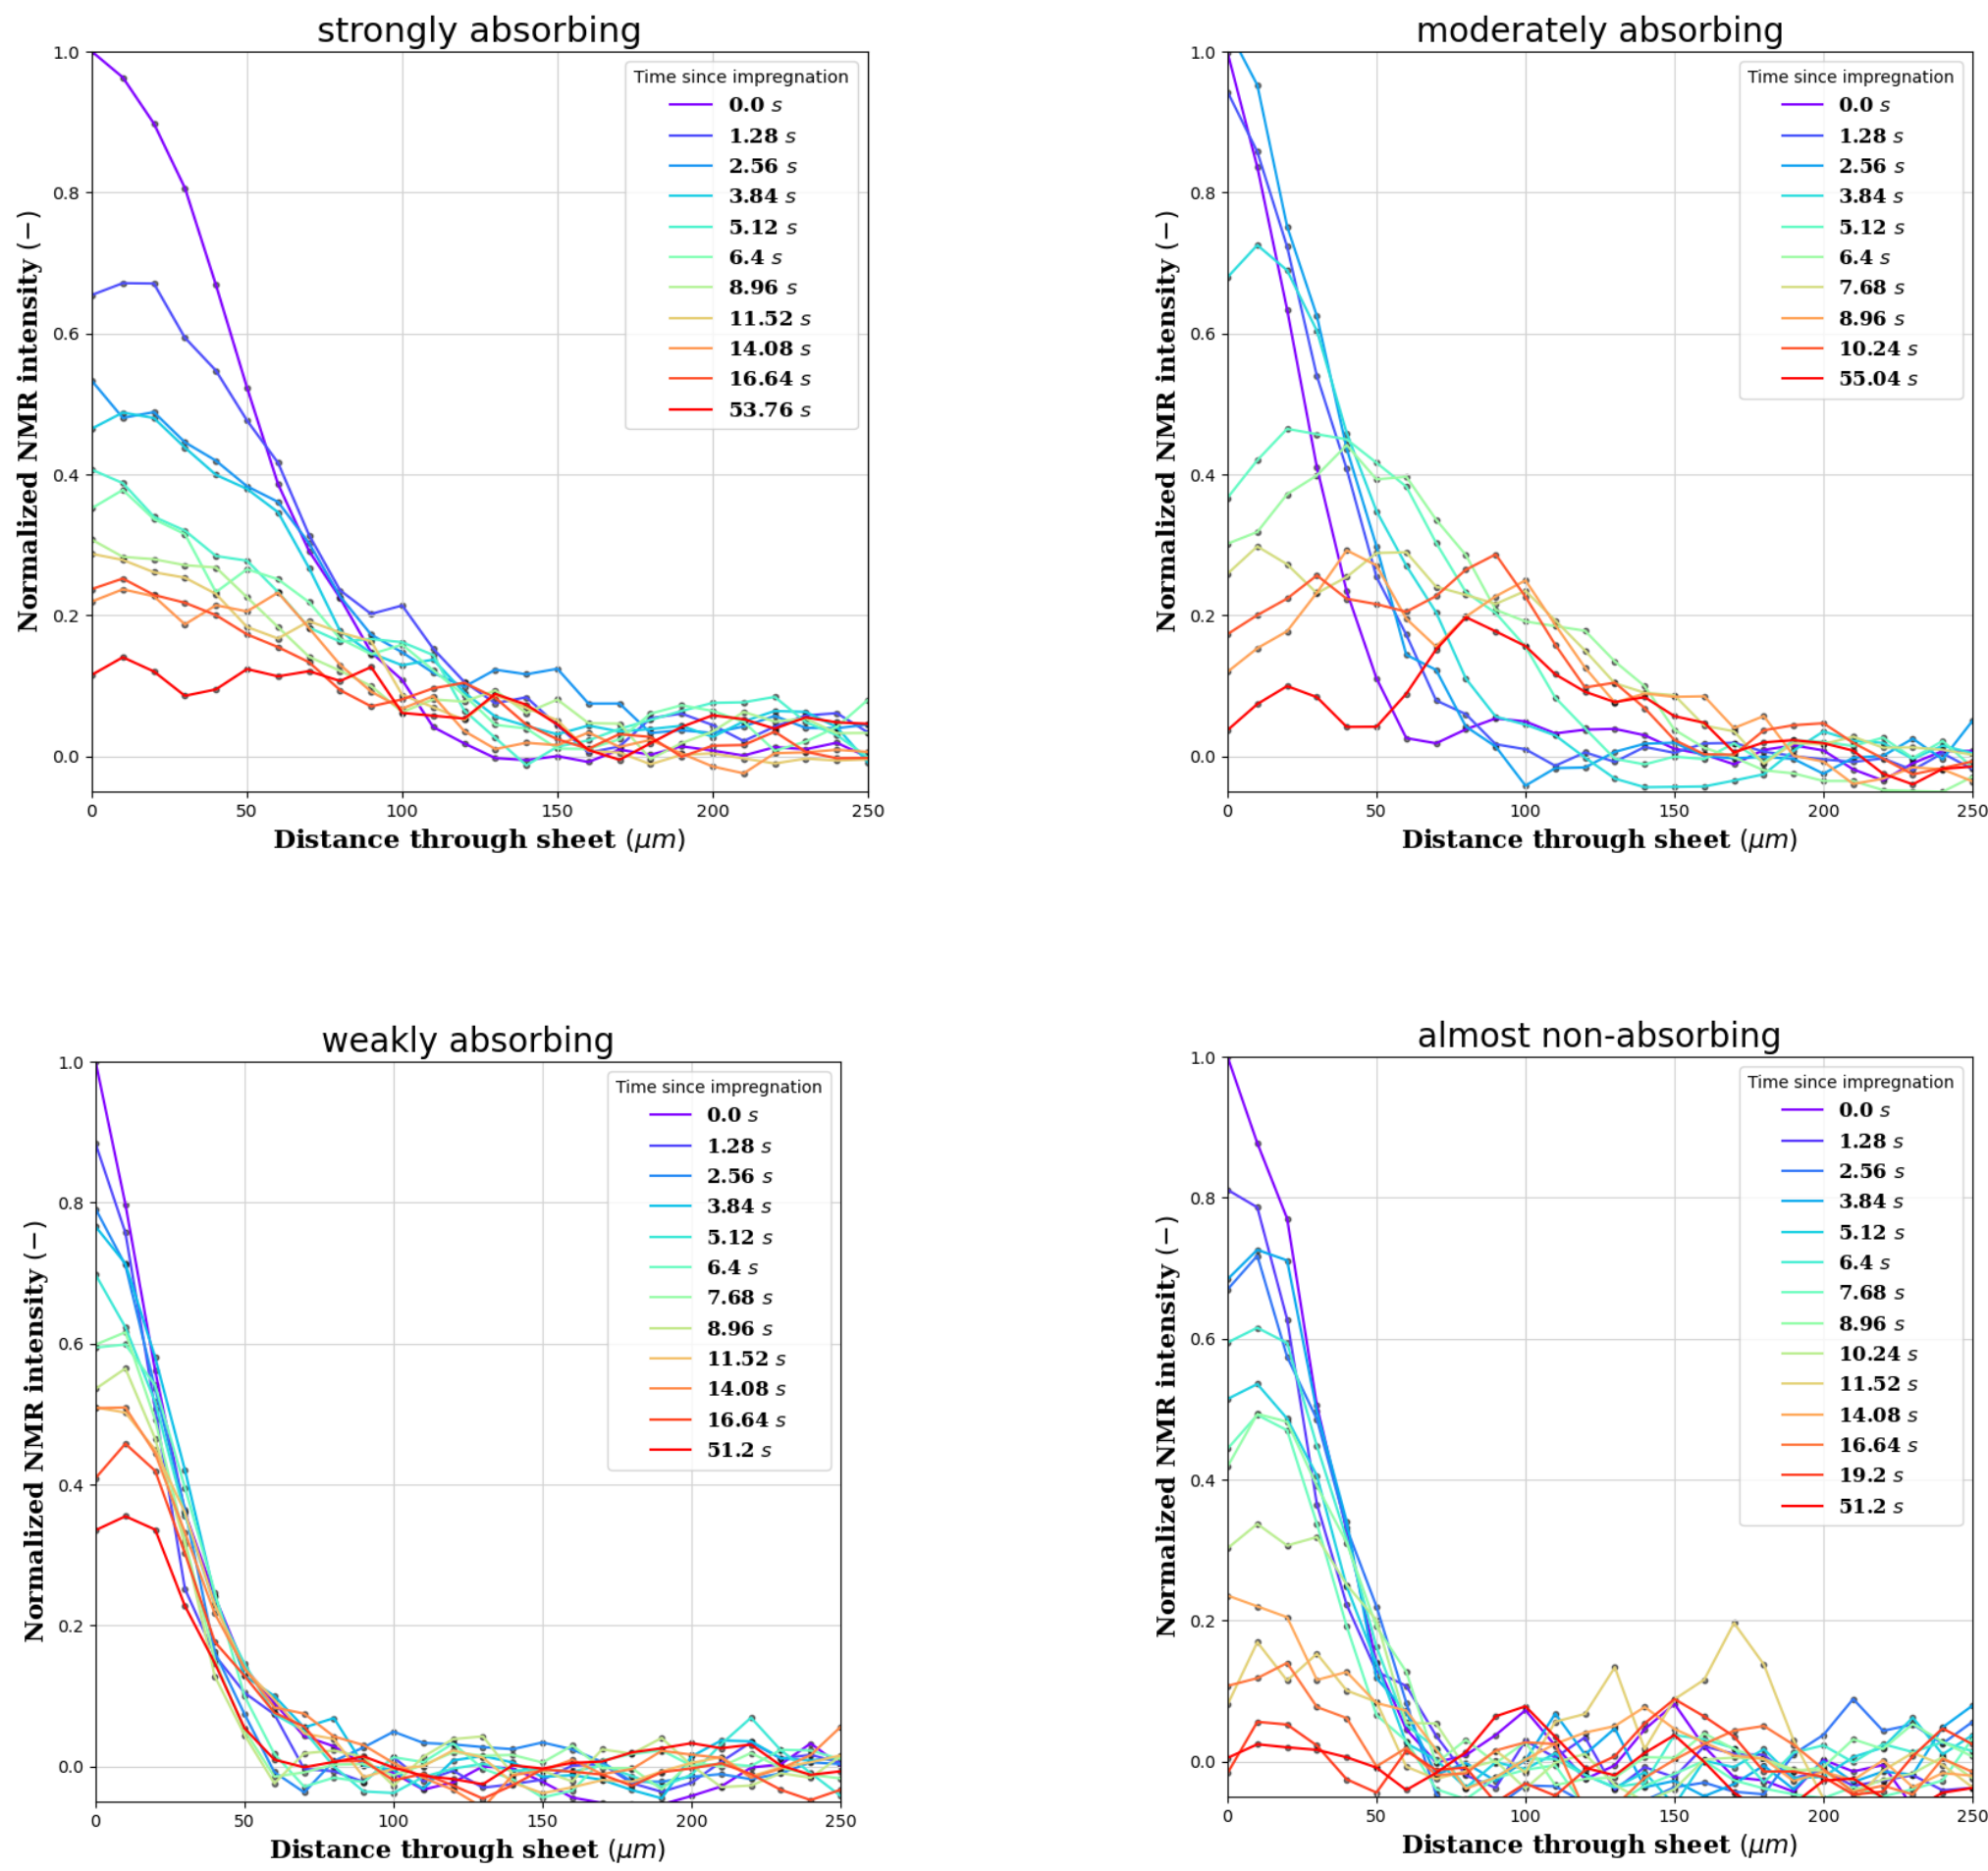 strongly absorbing
Normalized NMR intensity (−)
1.0
0.8
0.6
0.4
0.2
0.0
Time since impregnation
0.0 s
1.28 s
2.56 s
3.84 s
5.12 s
6.4 s
8.96 s
11.52 s
14.08 s
16.64 s
53.76 s
0 50 100 150 200 250
Distance through sheet (μm)
moderately absorbing
Normalized NMR intensity (−)
1.0
0.8
0.6
0.4
0.2
0.0
Time since impregnation
0.0 s
1.28 s
2.56 s
3.84 s
5.12 s
6.4 s
7.68 s
8.96 s
10.24 s
55.04 s
0 50 100 150 200 250
Distance through sheet (μm)
weakly absorbing
Normalized NMR intensity (−)
1.0
0.8
0.6
0.4
0.2
0.0
Time since impregnation
0.0 s
1.28 s
2.56 s
3.84 s
5.12 s
6.4 s
7.68 s
8.96 s
11.52 s
14.08 s
16.64 s
51.2 s
0 50 100 150 200 250
Distance through sheet (μm)
almost non-absorbing
Normalized NMR intensity (−)
1.0
0.8
0.6
0.4
0.2
0.0
Time since impregnation
0.0 s
1.28 s
2.56 s
3.84 s
5.12 s
6.4 s
7.68 s
8.96 s
10.24 s
11.52 s
14.08 s
16.64 s
19.2 s
51.2 s
0 50 100 150 200 250
Distance through sheet (μm)